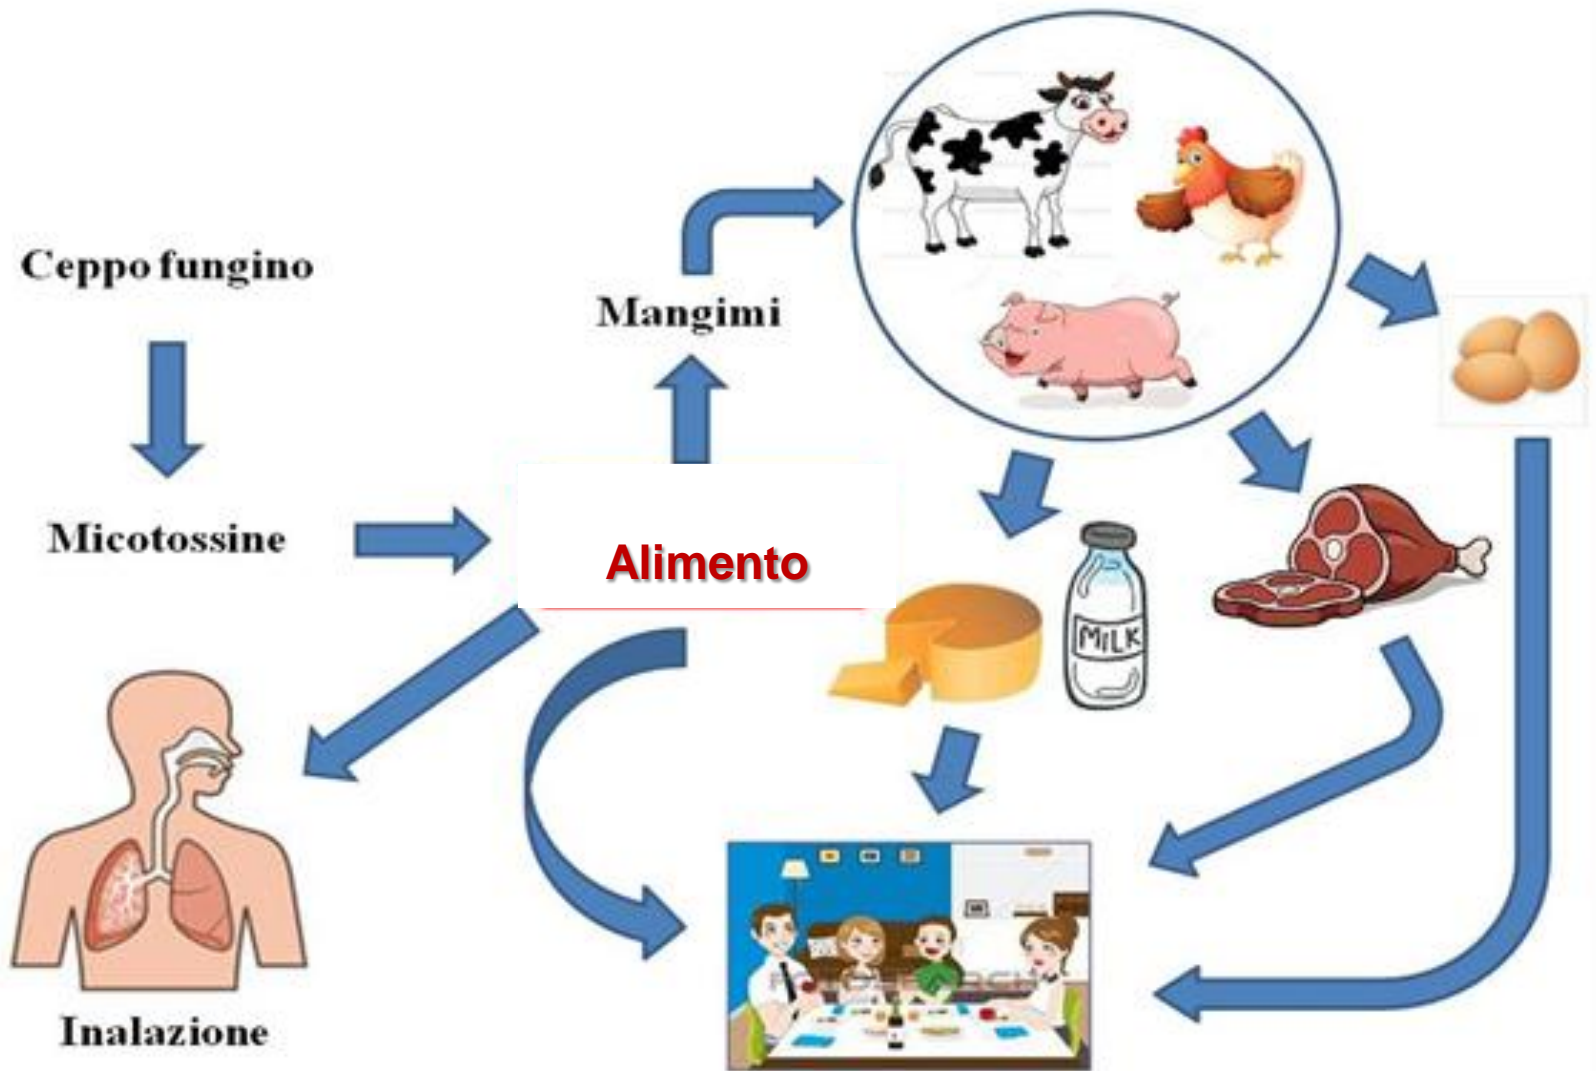 Ceppo fungino
Mangimi
Micotossine
Alimento
MILK
Inalazione